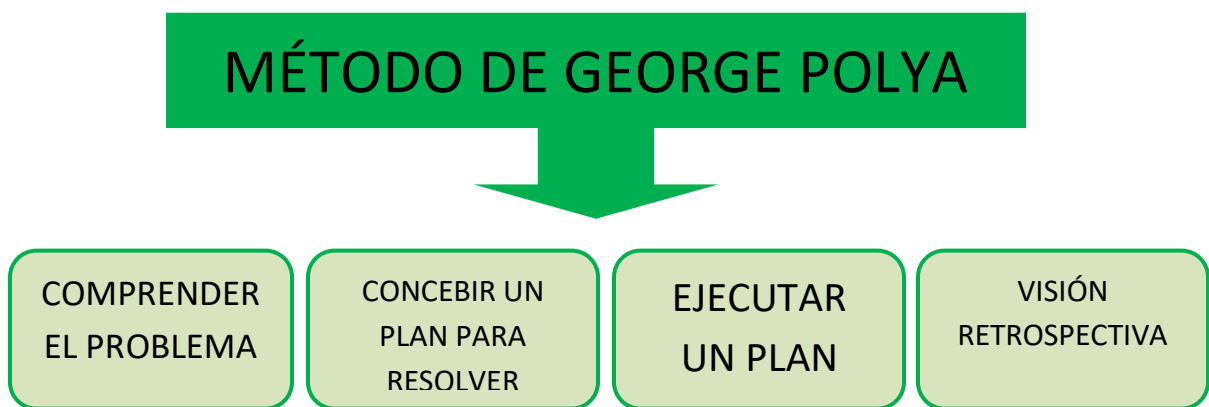 MÉTODO DE GEORGE POLYA
COMPRENDER
EL PROBLEMA
CONCEBIR UN
PLAN PARA
RESOLVER
EJECUTAR
UN PLAN
VISIÓN
RETROSPECTIVA